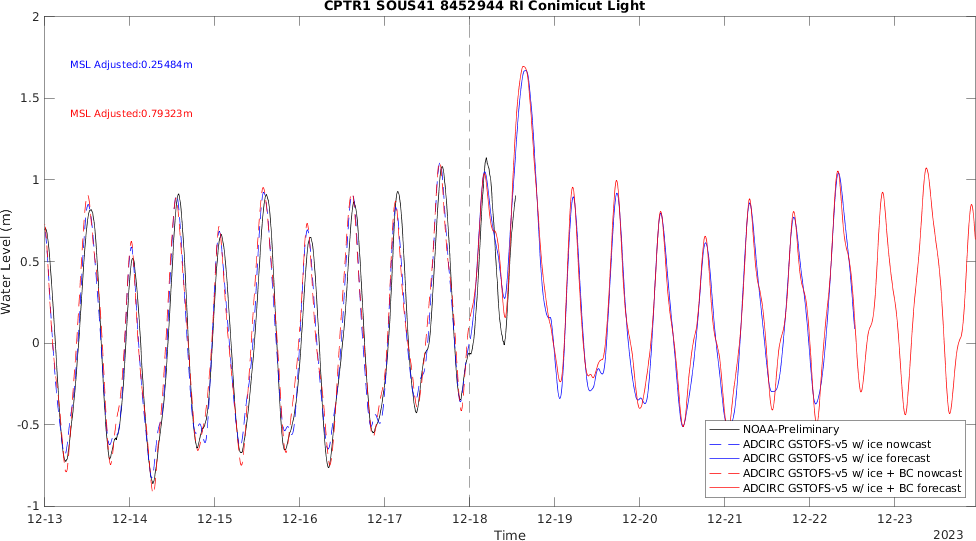 CPTR1 SOUS41 8452944 RI Conimicut Light
2
1.5
1
0.5
0
-0.5
-1
Water Level (m)
MSL Adjusted:0.25484m
MSL Adjusted:0.79323m
NOAA-Preliminary
ADCIRC GSTOFS-v5 w/ ice nowcast
ADCIRC GSTOFS-v5 w/ ice forecast
ADCIRC GSTOFS-v5 w/ ice + BC nowcast
ADCIRC GSTOFS-v5 w/ ice + BC forecast
12-13 12-14 12-15 12-16 12-17 12-18 12-19 12-20 12-21 12-22 12-23
Time
2023